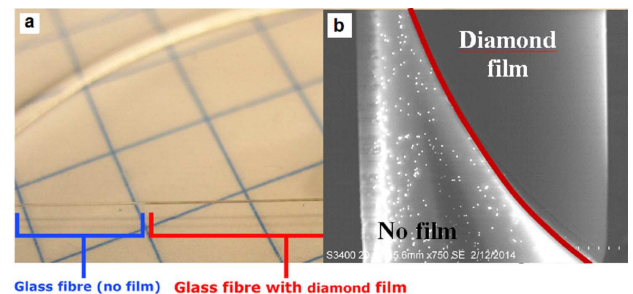 a
b
Diamond
film
No film
S3400 20 5.6mm x750 SE 2/12/2014
Glass fibre (no film)
Glass fibre with diamond film